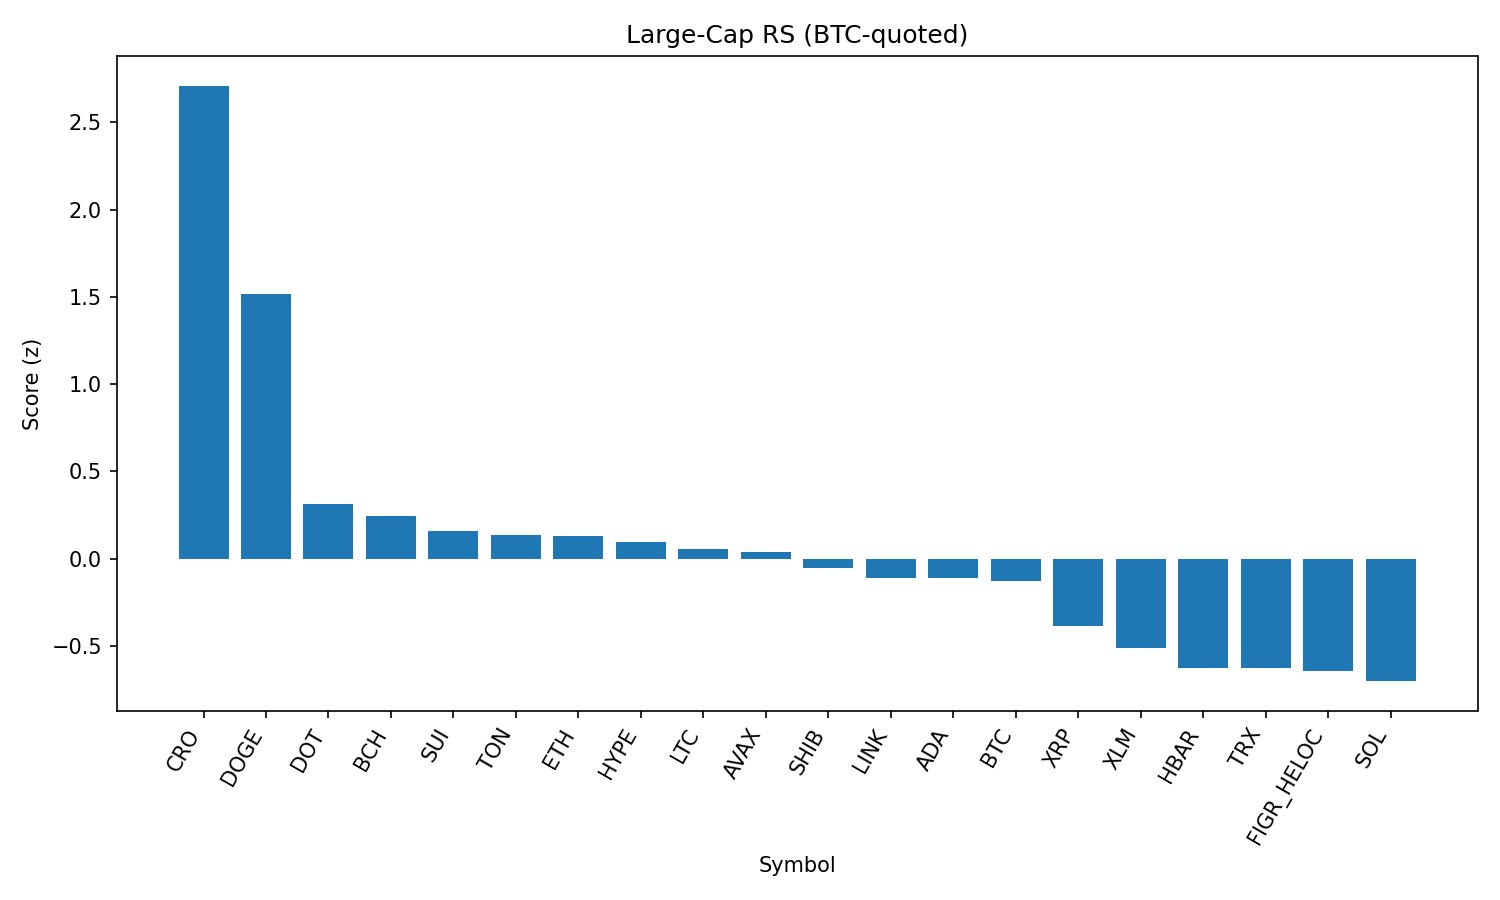 Large-Cap RS (BTC-quoted)
Score (z)
2.5
2.0
1.5
1.0
0.5
0.0
−0.5
CRO
DOGE
DOT
BCH
SUI
TON
ETH
HYPE
LTC
AVAX
SHIB
LINK
ADA
BTC
XRP
XLM
HBAR
TRX
FIGR_HELOC
SOL
Symbol